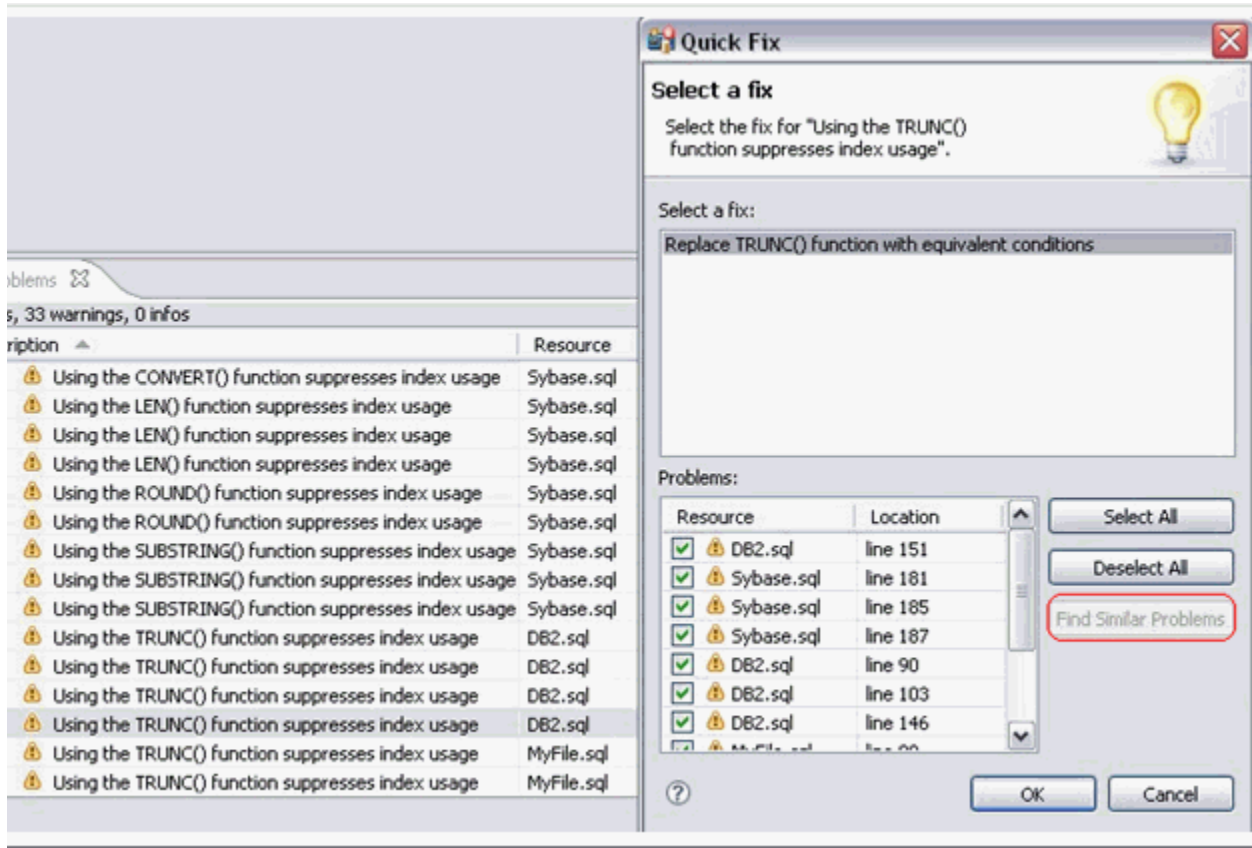 Quick Fix
Select a fix
Select the fix for "Using the TRUNC()
function suppresses index usage".
Select a fix:
Replace TRUNC() function with equivalent conditions
oblems
s, 33 warnings, 0 infos
ription Resource
Using the CONVERT() function suppresses index usage Sybase.sql
Using the LEN() function suppresses index usage Sybase.sql
Using the LEN() function suppresses index usage Sybase.sql
Using the LEN() function suppresses index usage Sybase.sql
Using the ROUND() function suppresses index usage Sybase.sql
Using the ROUND() function suppresses index usage Sybase.sql
Using the SUBSTRING() function suppresses index usage Sybase.sql
Using the SUBSTRING() function suppresses index usage Sybase.sql
Using the SUBSTRING() function suppresses index usage Sybase.sql
Using the TRUNC() function suppresses index usage DB2.sql
Using the TRUNC() function suppresses index usage DB2.sql
Using the TRUNC() function suppresses index usage DB2.sql
Using the TRUNC() function suppresses index usage DB2.sql
Using the TRUNC() function suppresses index usage MyFile.sql
Using the TRUNC() function suppresses index usage MyFile.sql
Problems:
Resource Location
DB2.sql line 151
Sybase.sql line 181
Sybase.sql line 185
Sybase.sql line 187
DB2.sql line 90
DB2.sql line 103
DB2.sql line 146
Select All
Deselect All
Find Similar Problems
?
OK Cancel